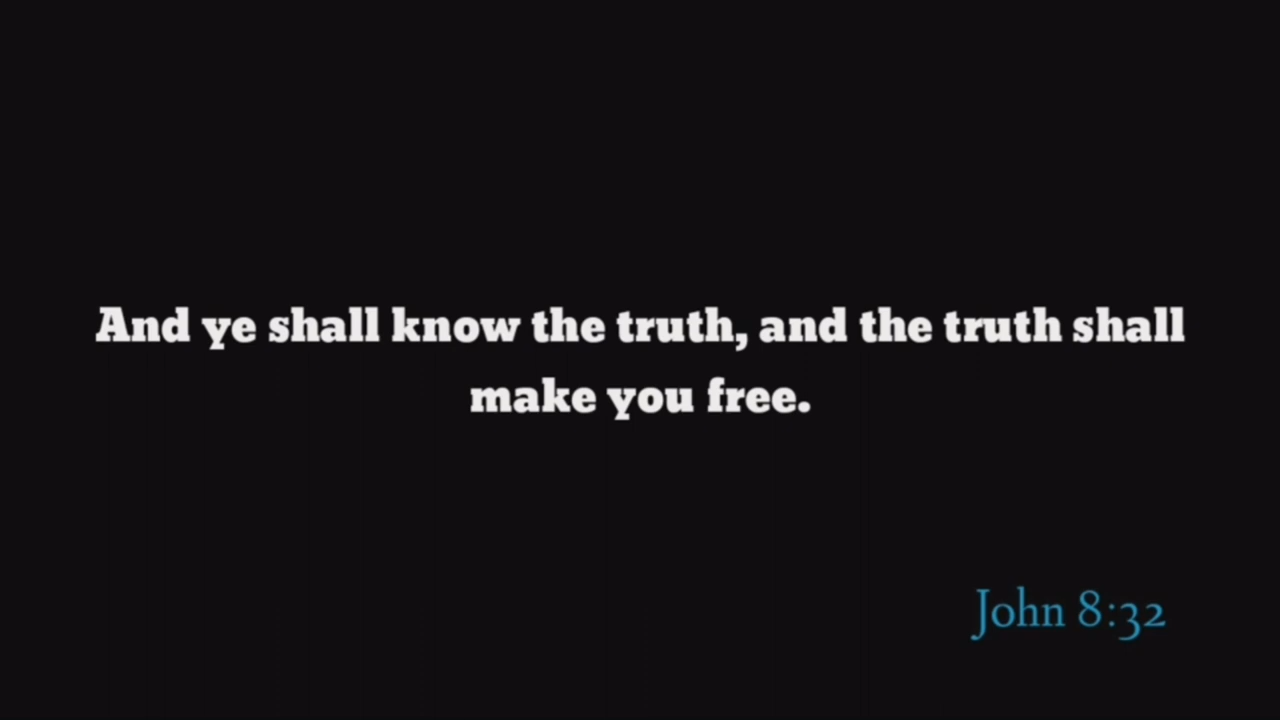 And ye shall know the truth, and the truth shall
make you free.
John 8:32